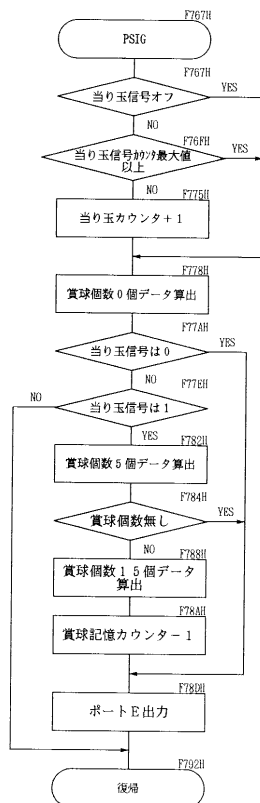 F767H
PSIG
F767H
当り玉信号オフ
YES
NO
F76FH
当り玉信号カウンタ最大値
以上
YES
NO
F775H
当り玉カウンタ+1
F778H
賞球個数0個データ算出
F77AH
当り玉信号は0
YES
NO
F77EH
当り玉信号は1
NO
YES
F782H
賞球個数5個データ算出
F784H
賞球個数無し
YES
NO
F788H
賞球個数15個データ
算出
F78AH
賞球記憶カウンター1
F78DH
ポートE出力
F792H
復帰